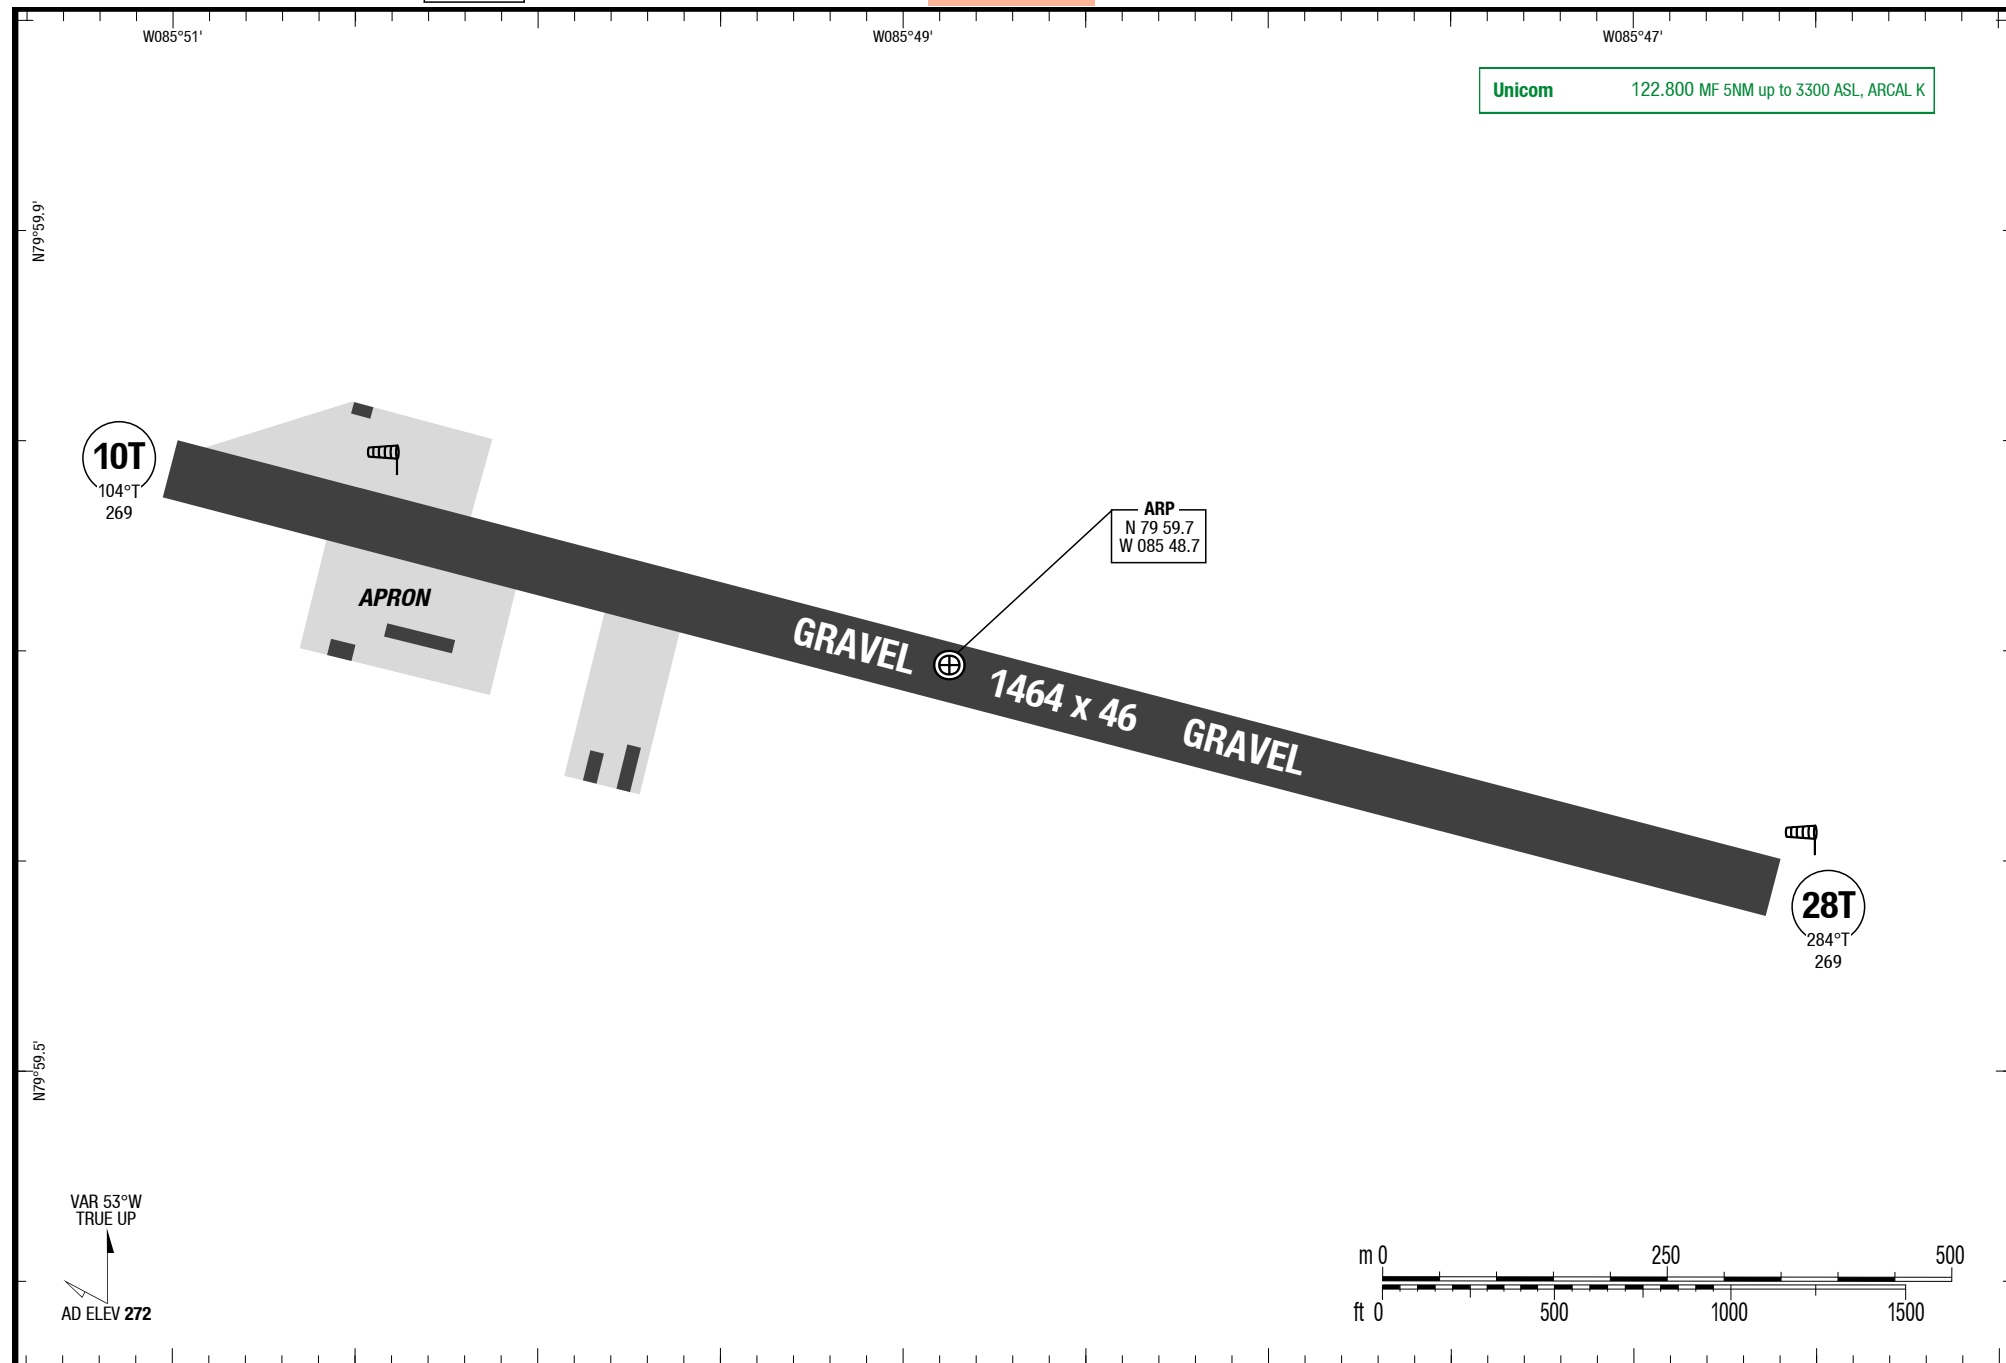 W085°51'
W085°49'
W085°47'
Unicom 122.800 MF 5NM up to 3300 ASL, ARCAL K
N79°59.9'
10T
104°T
269
ARP
N 79 59.7
W 085 48.7
APRON
GRAVEL 1464 x 46 GRAVEL
28T
284°T
269
N79°59.5'
VAR 53°W
TRUE UP
AD ELEV 272
m 0 250 500
ft 0 500 1000 1500